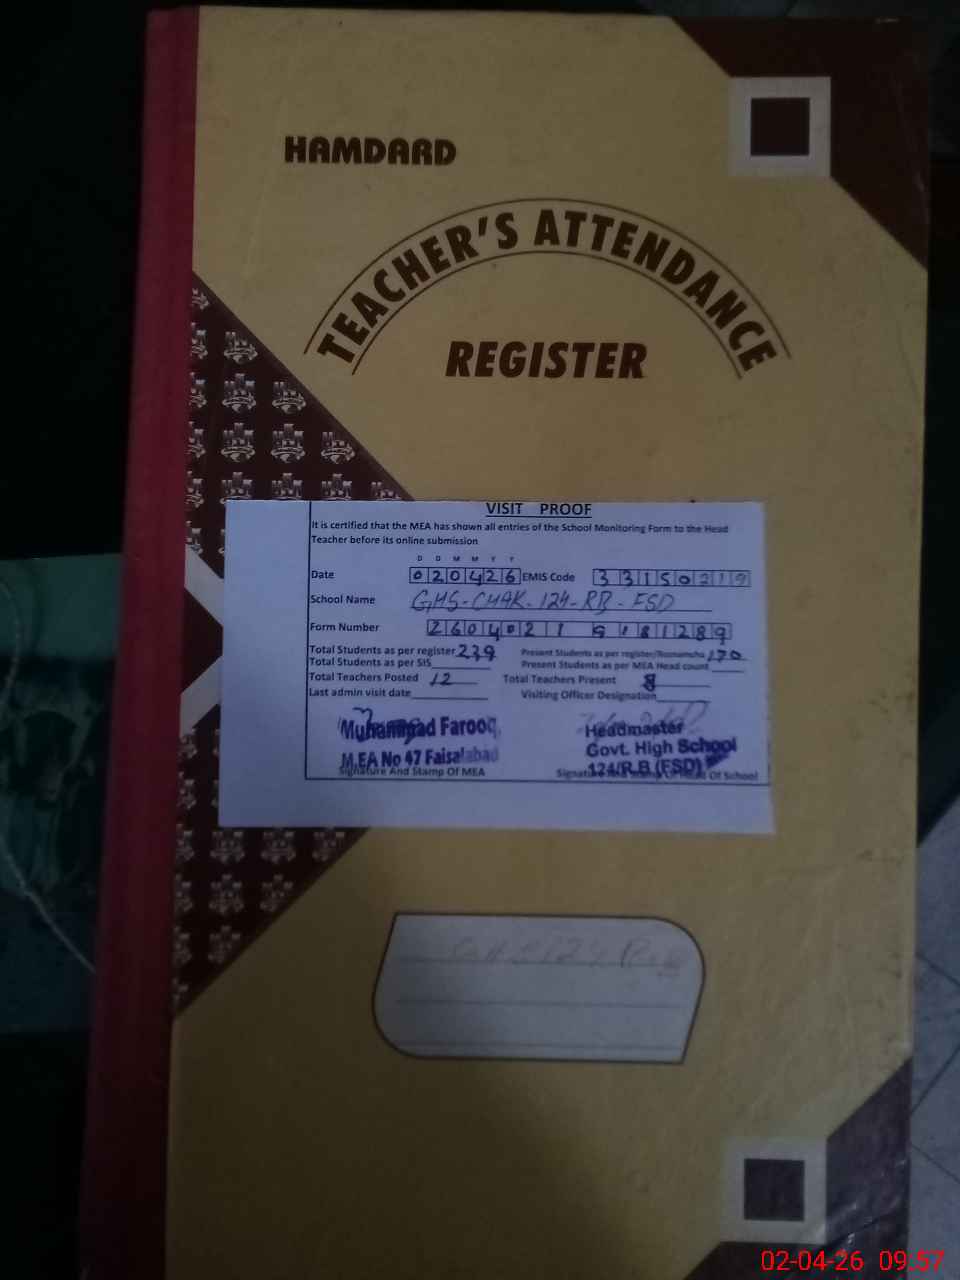 HAMDARD
TEACHER'S ATTENDANCE
REGISTER
VISIT PROOF
It is certified that the MEA has shown all entries of the School Monitoring Form to the Head
Teacher before its online submission
D D M M Y Y
Date 020426 EMIS Code 33150219
School Name GHS-CHAK-124-RB-FSD
Form Number
Total Students as per register 239 Present Students as per register/Roznamcha 170
Total Students as per SIS Present Students as per MEA Head count
Total Teachers Posted 12 Total Teachers Present 8
Last admin visit date Visiting Officer Designation
Muhammad Farooq
M.EA No 47 Faisalabad
Signature And Stamp Of MEA
Headmaster
Govt. High School
124/R.B (FSD)
Signature And Stamp Of Head Of School
02-04-26 09.57